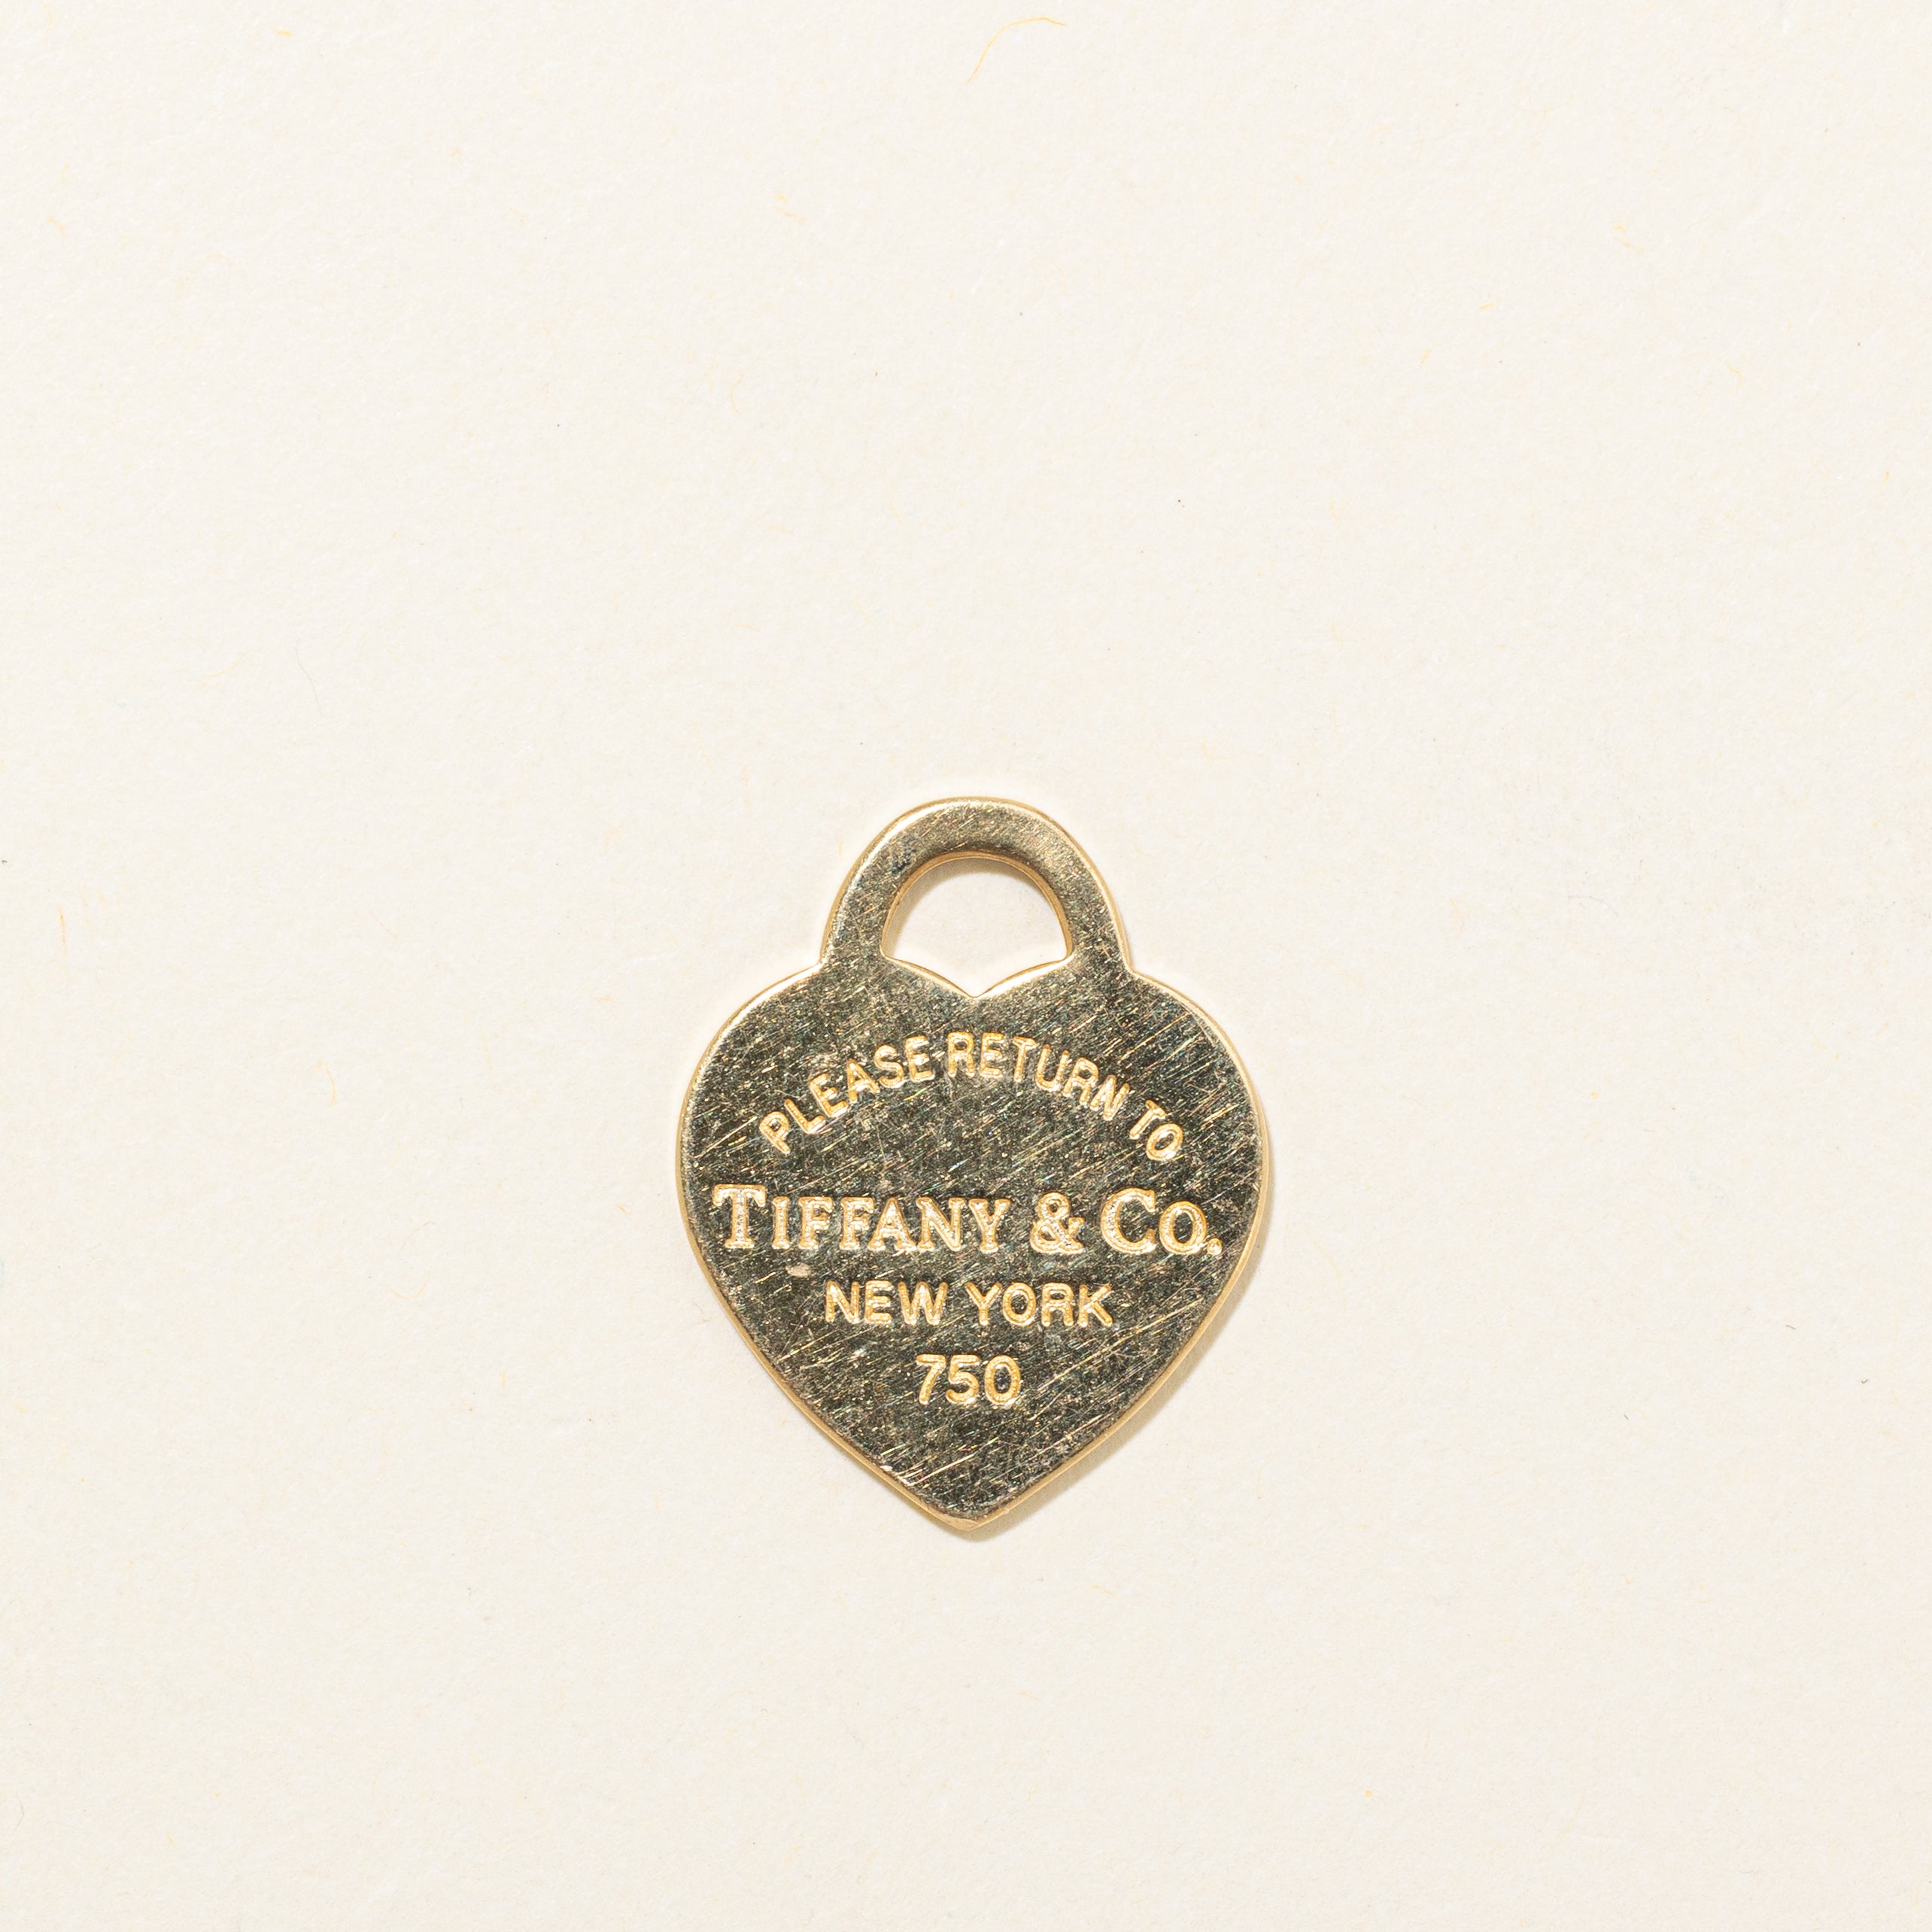 PLEASE RETURN TO
TIFFANY & CO.
NEW YORK
750